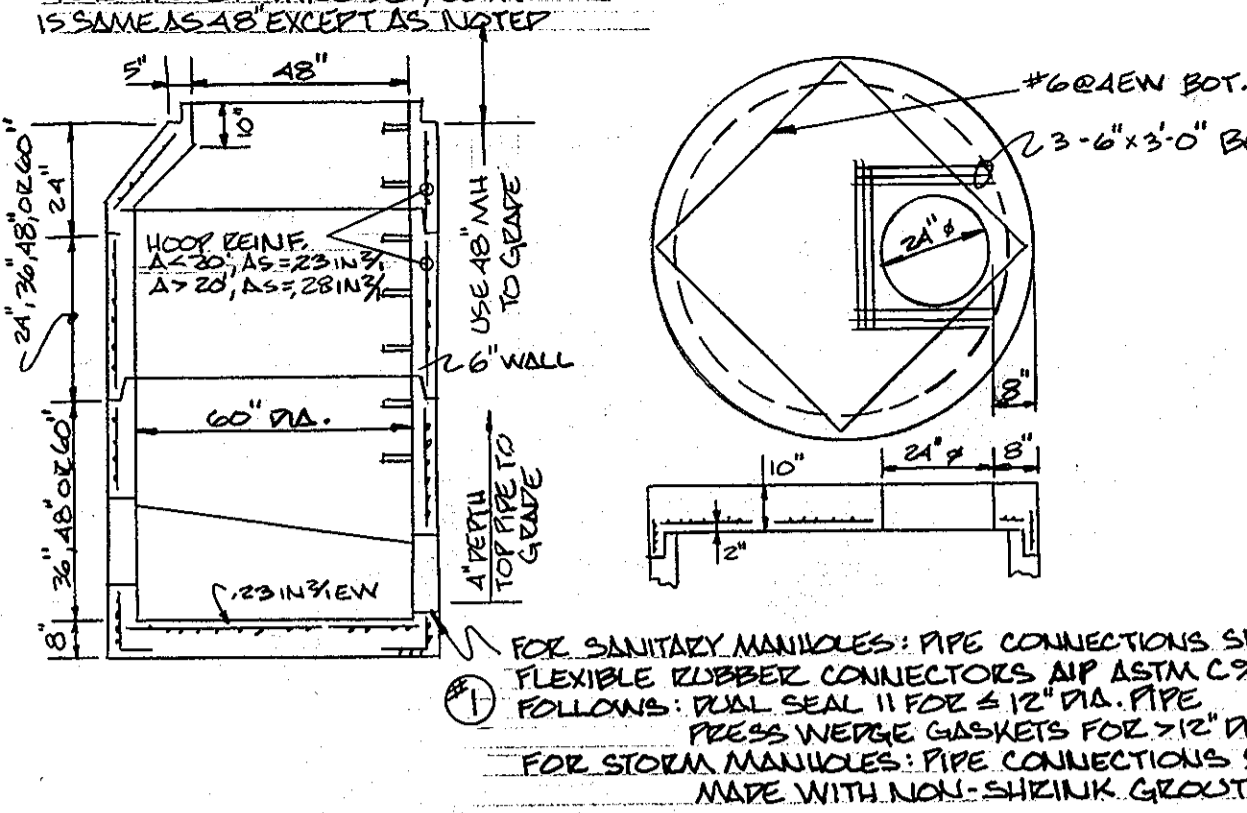 IS SAME AS 48" EXCEPT AS NOTED
5"
48"
10"
24", 36", 48", OR 60"
24"
HOOP REINF.
A<20', AS=.23 IN²/,
A>20', AS=.28 IN²/,
USE 48" MH
TO GRADE
6" WALL
60" DIA.
36", 48" OR 60"
"A" DEPTH
TOP PIPE TO
GRADE
.23 IN²/, EW
8"
#6@4EW BOT.
3-6"x3'-0" B
24"ø
8"
10"
24"ø
8"
2"
#1
FOR SANITARY MANHOLES: PIPE CONNECTIONS
FLEXIBLE RUBBER CONNECTORS AIP ASTM C9
FOLLOWS: DUAL SEAL II FOR ≤ 12" DIA. PIPE
PRESS WEDGE GASKETS FOR >12" D
FOR STORM MANHOLES: PIPE CONNECTIONS
MADE WITH NON-SHRINK GROUT